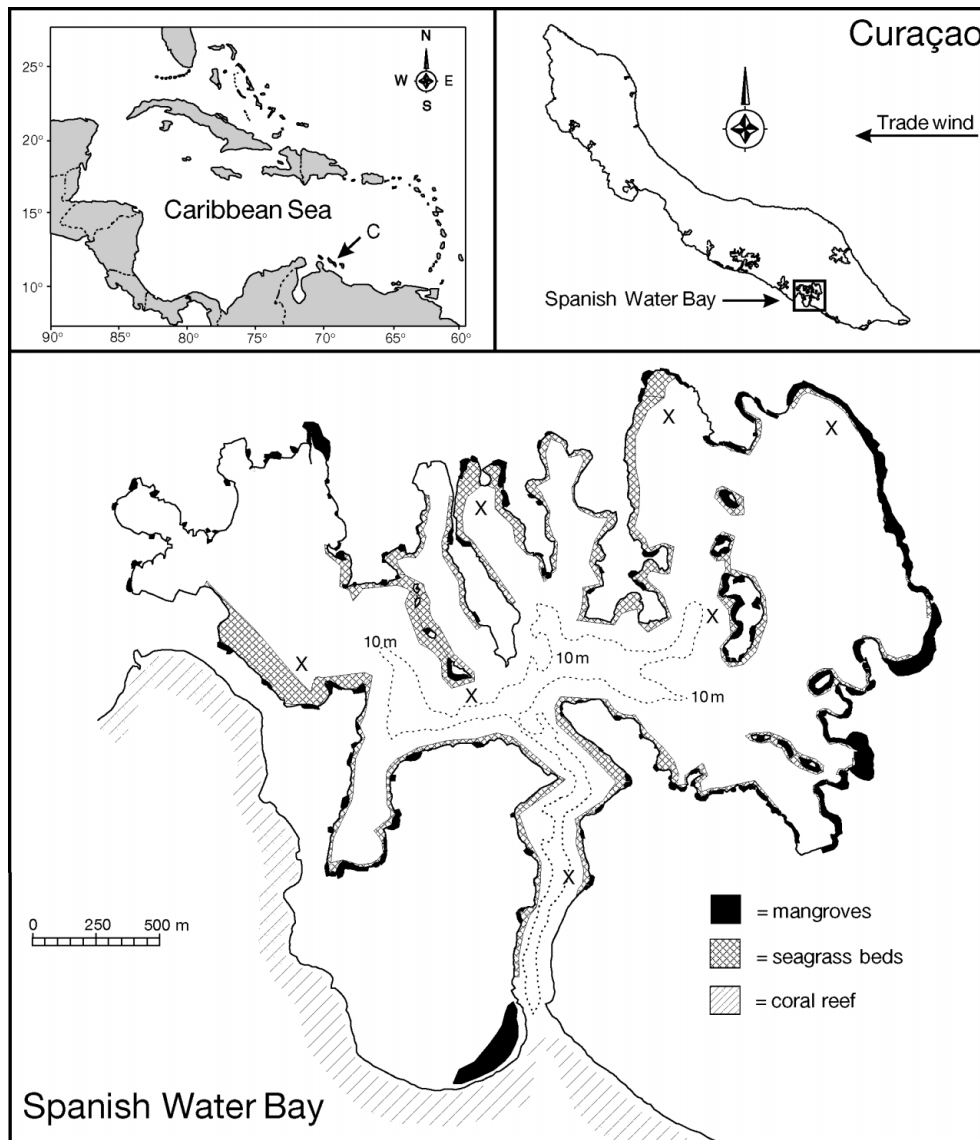 N
W E
S
25°
20°
15°
10°
90° 85° 80° 75° 70° 65° 60°
Caribbean Sea
C
Curaçao
Trade wind
Spanish Water Bay
X
X
X
X
X
X
X
10 m
10 m
10 m
0 250 500 m
= mangroves
= seagrass beds
= coral reef
Spanish Water Bay